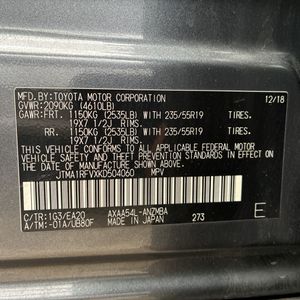 MFD.BY:TOYOTA MOTOR CORPORATION 12/18
GVWR:2090KG (4610LB)
GAWR:FRT. 1150KG (2535LB) WITH 235/55R19 TIRES.
19X7 1/2J RIMS.
RR. 1150KG (2535LB) WITH 235/55R19 TIRES.
19X7 1/2J RIMS.
THIS VEHICLE CONFORMS TO ALL APPLICABLE FEDERAL MOTOR
VEHICLE SAFETY AND THEFT PREVENTION STANDARDS IN EFFECT
ON THE DATE OF MANUFACTURE SHOWN ABOVE.
JTMA1RFVXKD504060 MPV
C/TR:1G3/EA20 AXAA54L-ANZMBA
A/TM:-01A/UB80F MADE IN JAPAN 273 E